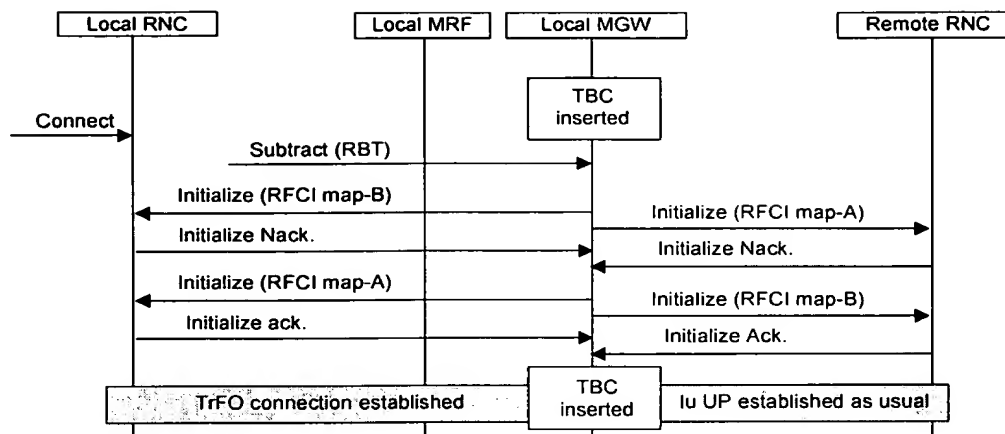 Local RNC
Local MRF
Local MGW
Remote RNC
TBC
inserted
Connect
Subtract (RBT)
Initialize (RFCI map-B)
Initialize (RFCI map-A)
Initialize Nack.
Initialize Nack.
Initialize (RFCI map-A)
Initialize (RFCI map-B)
Initialize ack.
Initialize Ack.
TrFO connection established
TBC
inserted
Iu UP established as usual